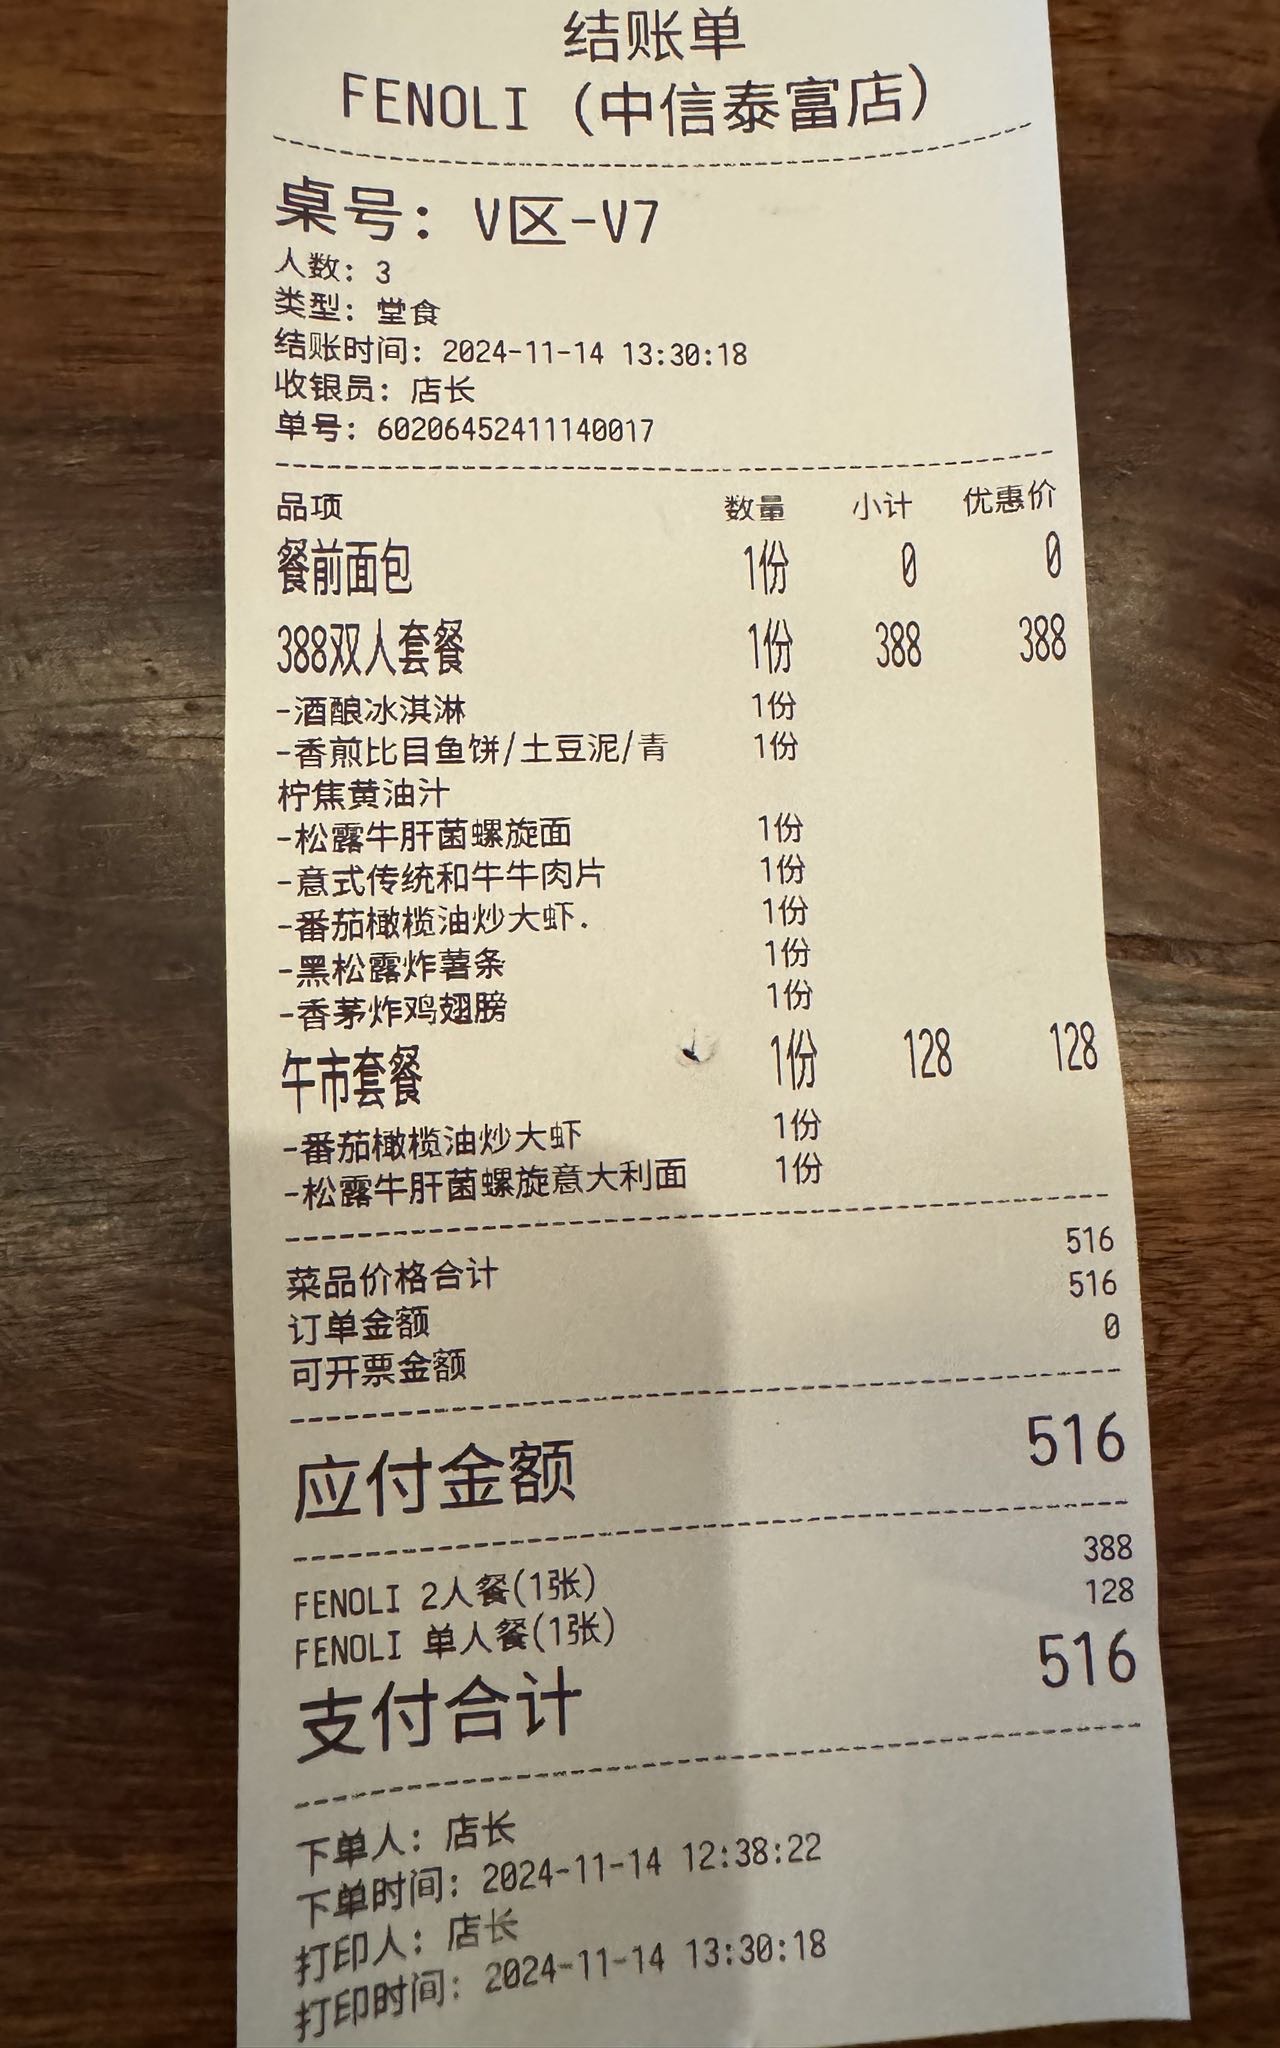 结账单
FENOLI (中信泰富店)
桌号: V区-V7
人数: 3
类型: 堂食
结账时间: 2024-11-14 13:30:18
收银员: 店长
单号: 60206452411140017
品项 数量 小计 优惠价
餐前面包 1份 0 0
388双人套餐 1份 388 388
-酒酿冰淇淋 1份
-香煎比目鱼饼/土豆泥/青 1份
柠焦黄油汁
-松露牛肝菌螺旋面 1份
-意式传统和牛牛肉片 1份
-番茄橄榄油炒大虾. 1份
-黑松露炸薯条 1份
-香茅炸鸡翅膀 1份
午市套餐 1份 128 128
-番茄橄榄油炒大虾 1份
-松露牛肝菌螺旋意大利面 1份
菜品价格合计 516
订单金额 516
可开票金额 0
应付金额 516
FENOLI 2人餐(1张) 388
FENOLI 单人餐(1张) 128
支付合计 516
下单人: 店长
下单时间: 2024-11-14 12:38:22
打印人: 店长
打印时间: 2024-11-14 13:30:18